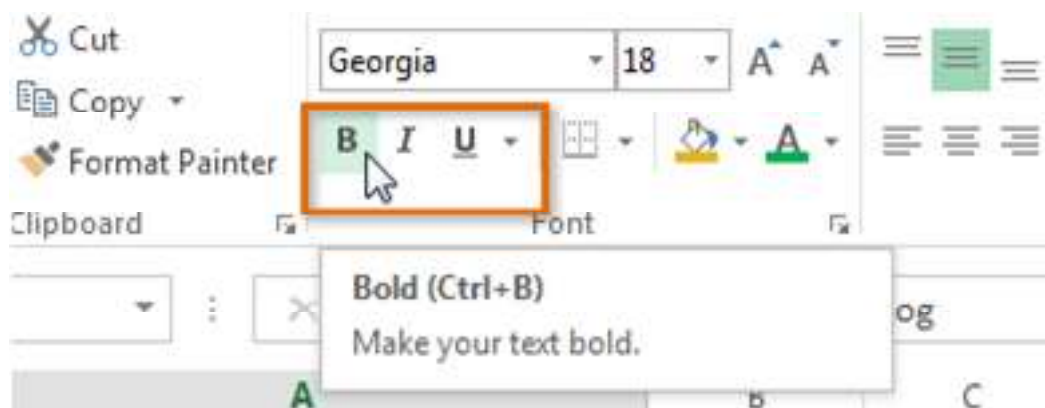 Cut
Georgia 18 A A
Copy
B I U A
Format Painter
Clipboard Font
Bold (Ctrl+B)
Make your text bold.
og
A B C